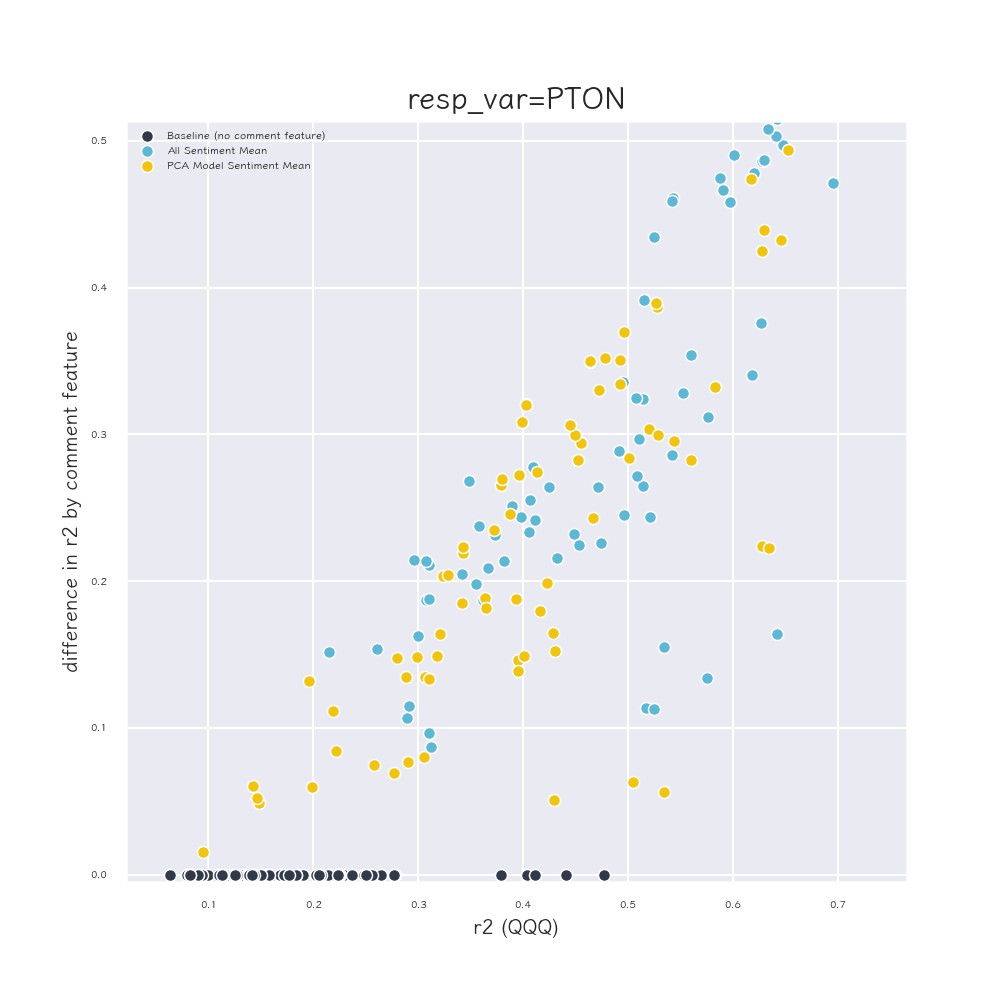 resp_var=PTON
Baseline (no comment feature)
All Sentiment Mean
PCA Model Sentiment Mean
difference in r2 by comment feature
0.5
0.4
0.3
0.2
0.1
0.0
0.1
0.2
0.3
0.4
0.5
0.6
0.7
r2 (QQQ)